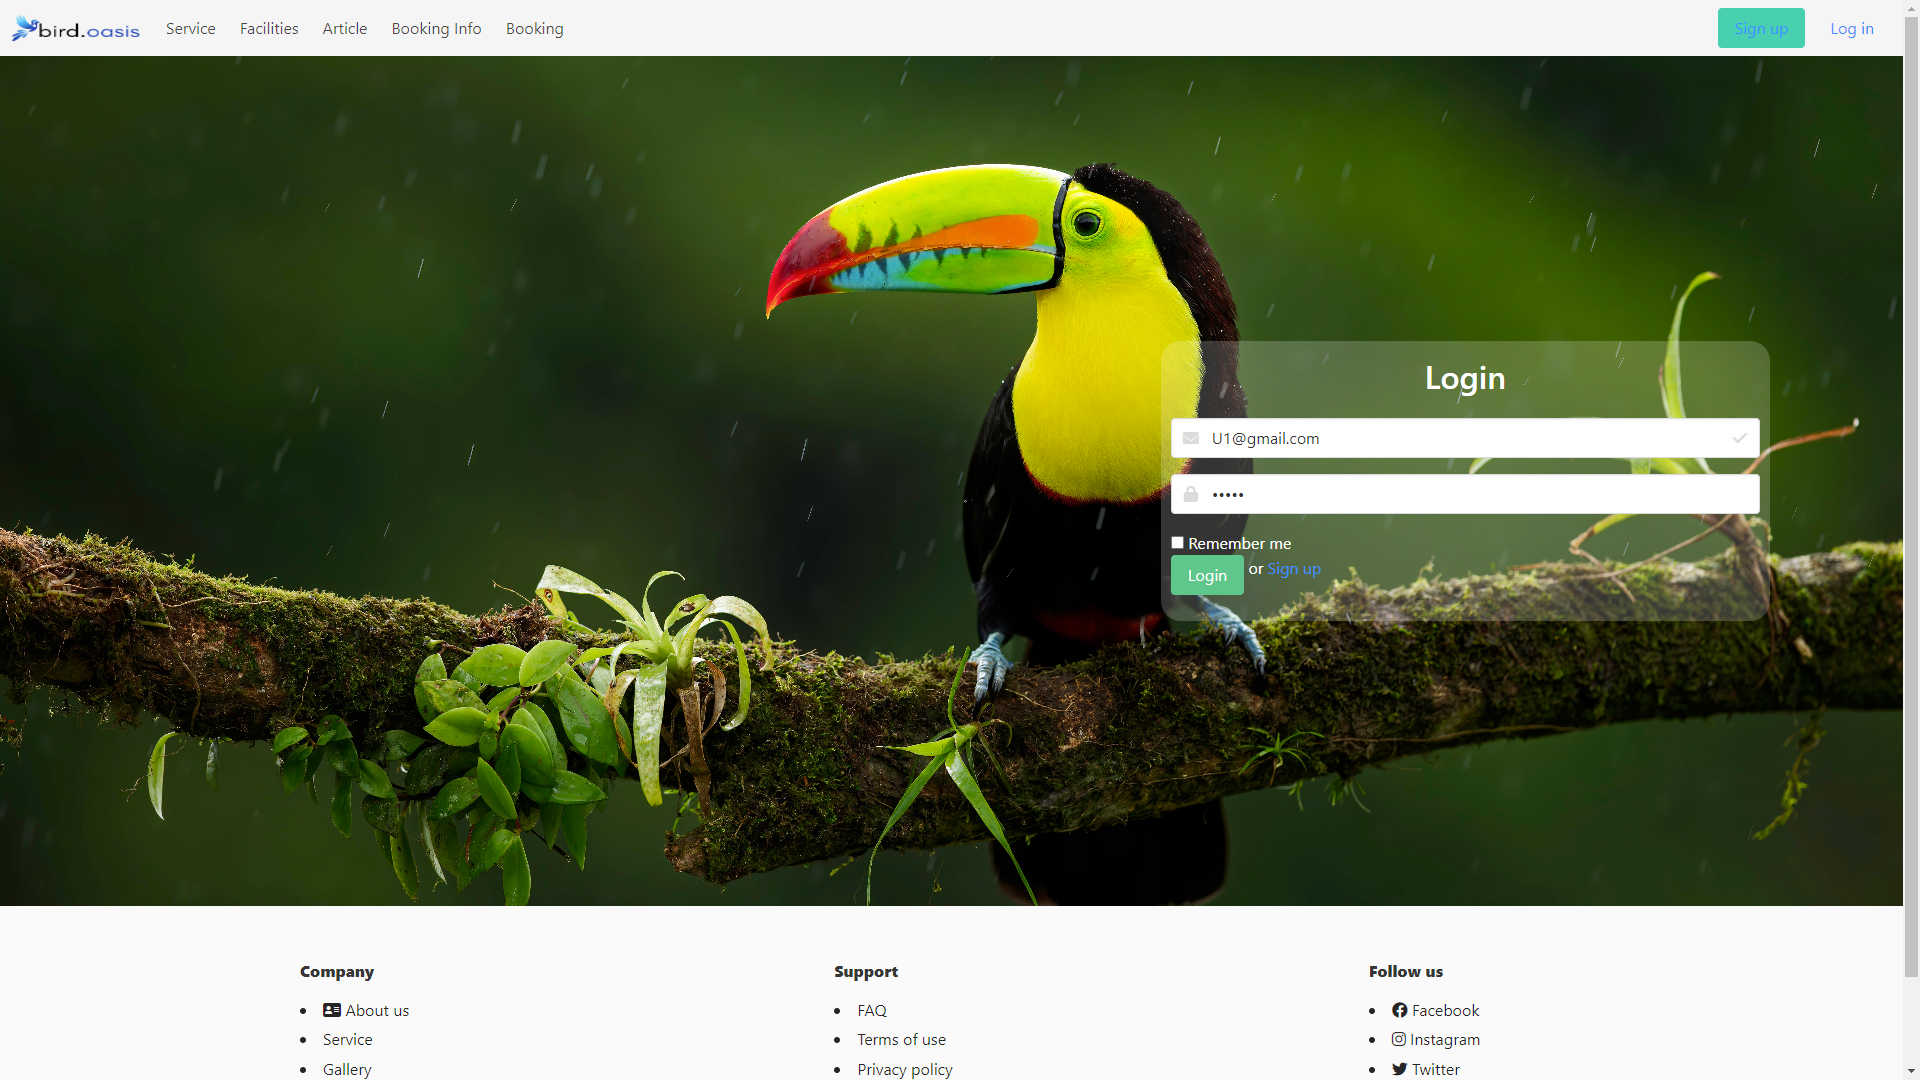 bird.oasis Service Facilities Article Booking Info Booking Sign up Log in
Login
U1@gmail.com
•••••
Remember me
Login or Sign up
Company
About us
Service
Gallery
Support
FAQ
Terms of use
Privacy policy
Follow us
Facebook
Instagram
Twitter